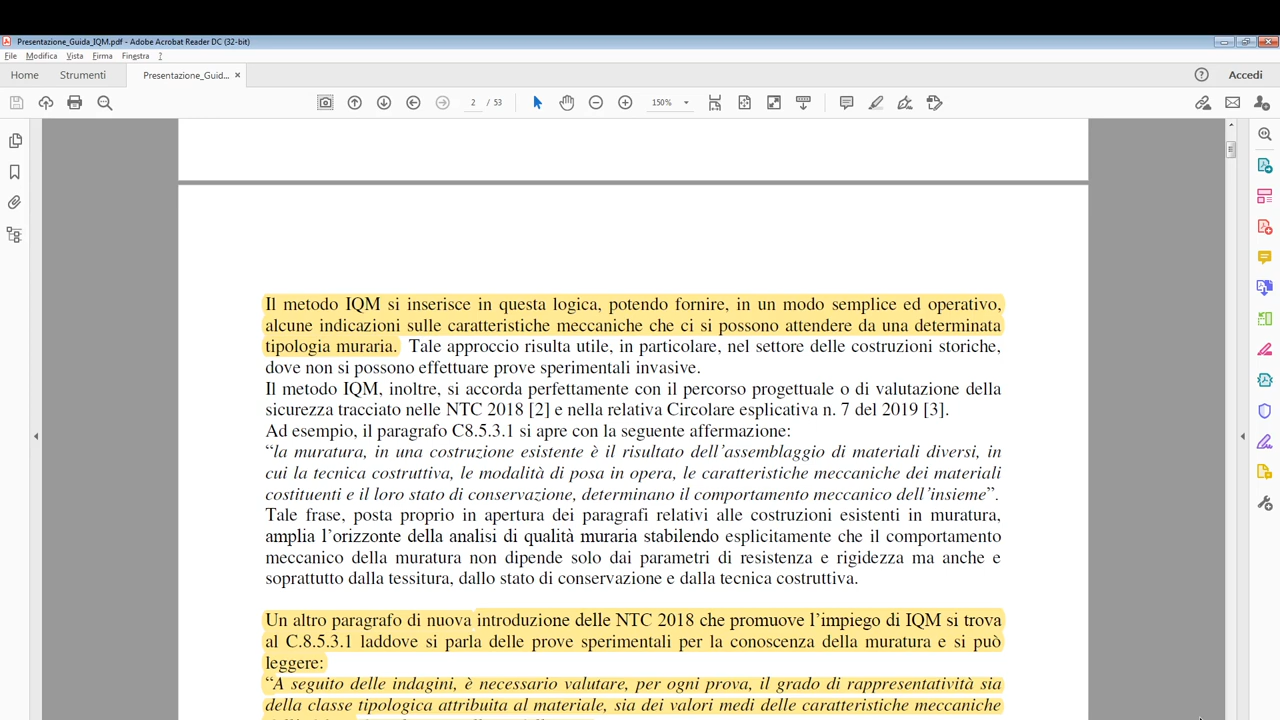 Presentazione_Guida_IQM.pdf - Adobe Acrobat Reader DC (32-bit)
File Modifica Vista Firma Finestra ?
Home Strumenti Presentazione_Guid... × Accedi
2 / 53 150%
Il metodo IQM si inserisce in questa logica, potendo fornire, in un modo semplice ed operativo,
alcune indicazioni sulle caratteristiche meccaniche che ci si possono attendere da una determinata
tipologia muraria. Tale approccio risulta utile, in particolare, nel settore delle costruzioni storiche,
dove non si possono effettuare prove sperimentali invasive.
Il metodo IQM, inoltre, si accorda perfettamente con il percorso progettuale o di valutazione della
sicurezza tracciato nelle NTC 2018 [2] e nella relativa Circolare esplicativa n. 7 del 2019 [3].
Ad esempio, il paragrafo C8.5.3.1 si apre con la seguente affermazione:
“la muratura, in una costruzione esistente è il risultato dell’assemblaggio di materiali diversi, in
cui la tecnica costruttiva, le modalità di posa in opera, le caratteristiche meccaniche dei materiali
costituenti e il loro stato di conservazione, determinano il comportamento meccanico dell’insieme”.
Tale frase, posta proprio in apertura dei paragrafi relativi alle costruzioni esistenti in muratura,
amplia l’orizzonte della analisi di qualità muraria stabilendo esplicitamente che il comportamento
meccanico della muratura non dipende solo dai parametri di resistenza e rigidezza ma anche e
soprattutto dalla tessitura, dallo stato di conservazione e dalla tecnica costruttiva.
Un altro paragrafo di nuova introduzione delle NTC 2018 che promuove l’impiego di IQM si trova
al C.8.5.3.1 laddove si parla delle prove sperimentali per la conoscenza della muratura e si può
leggere:
“A seguito delle indagini, è necessario valutare, per ogni prova, il grado di rappresentatività sia
della classe tipologica attribuita al materiale, sia dei valori medi delle caratteristiche meccaniche